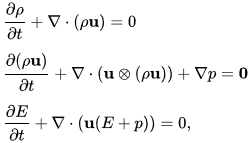 ∂ρ/∂t + ∇ · (ρ𝐮) = 0
∂(ρ𝐮)/∂t + ∇ · (𝐮 ⊗ (ρ𝐮)) + ∇p = 𝟎
∂E/∂t + ∇ · (𝐮(E + p)) = 0,